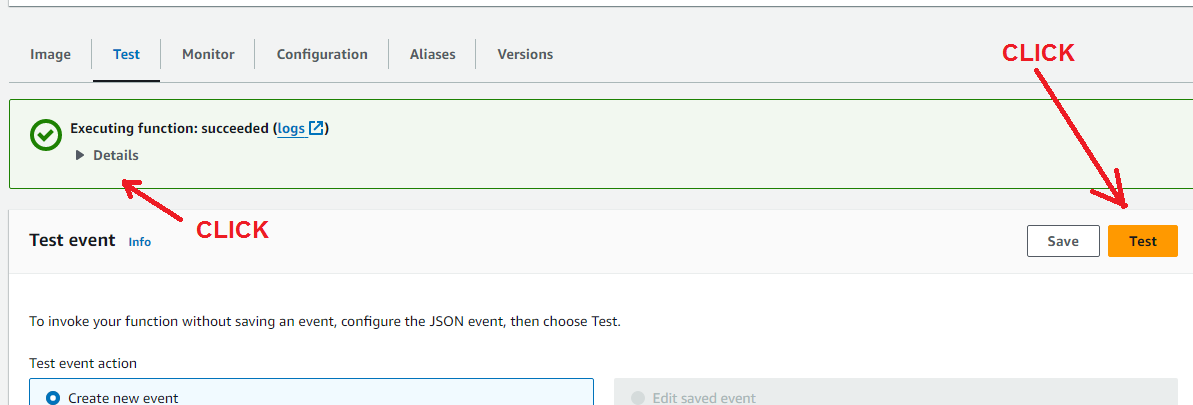 Image Test Monitor Configuration Aliases Versions
CLICK
Executing function: succeeded (logs)
Details
CLICK
Test event Info Save Test
To invoke your function without saving an event, configure the JSON event, then choose Test.
Test event action
Create new event Edit saved event